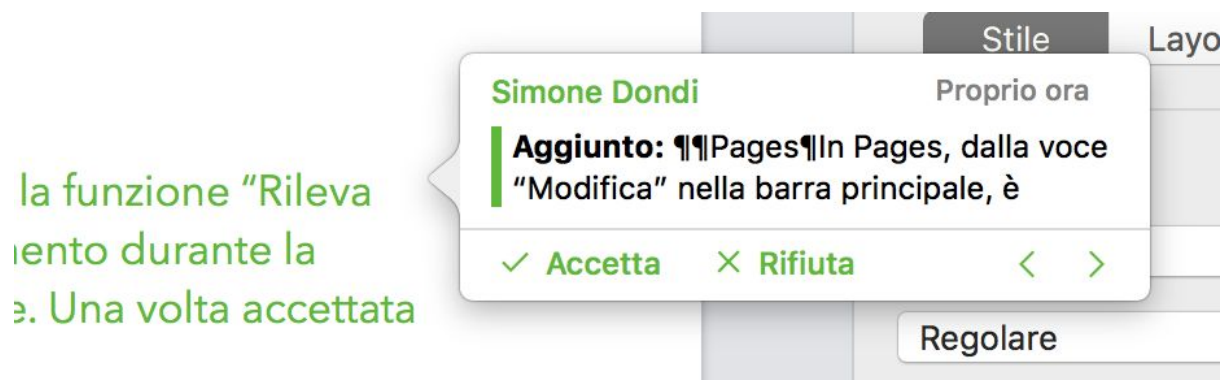 Stile
Simone Dondi
Proprio ora
Aggiunto: ¶¶Pages¶In Pages, dalla voce
“Modifica” nella barra principale, è
Accetta
Rifiuta
la funzione “Rileva
durante la
Una volta accettata
Regolare